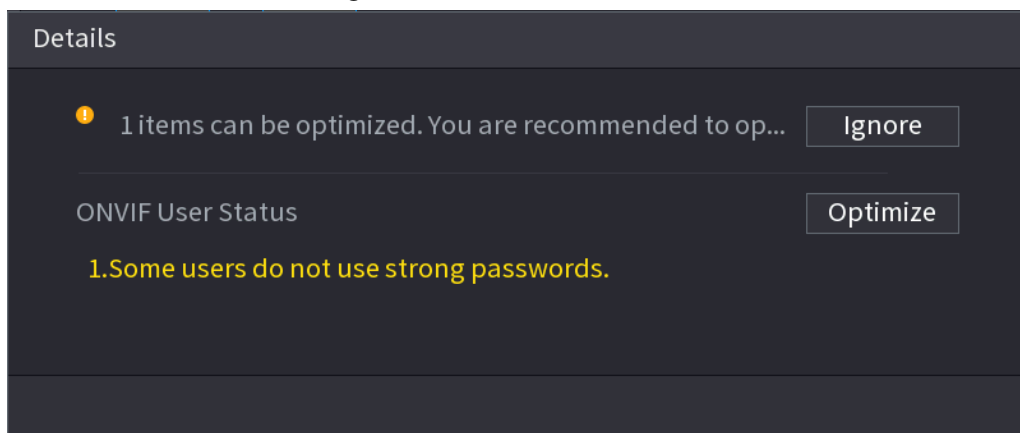 Details
1 items can be optimized. You are recommended to op...
Ignore
ONVIF User Status
Optimize
1.Some users do not use strong passwords.